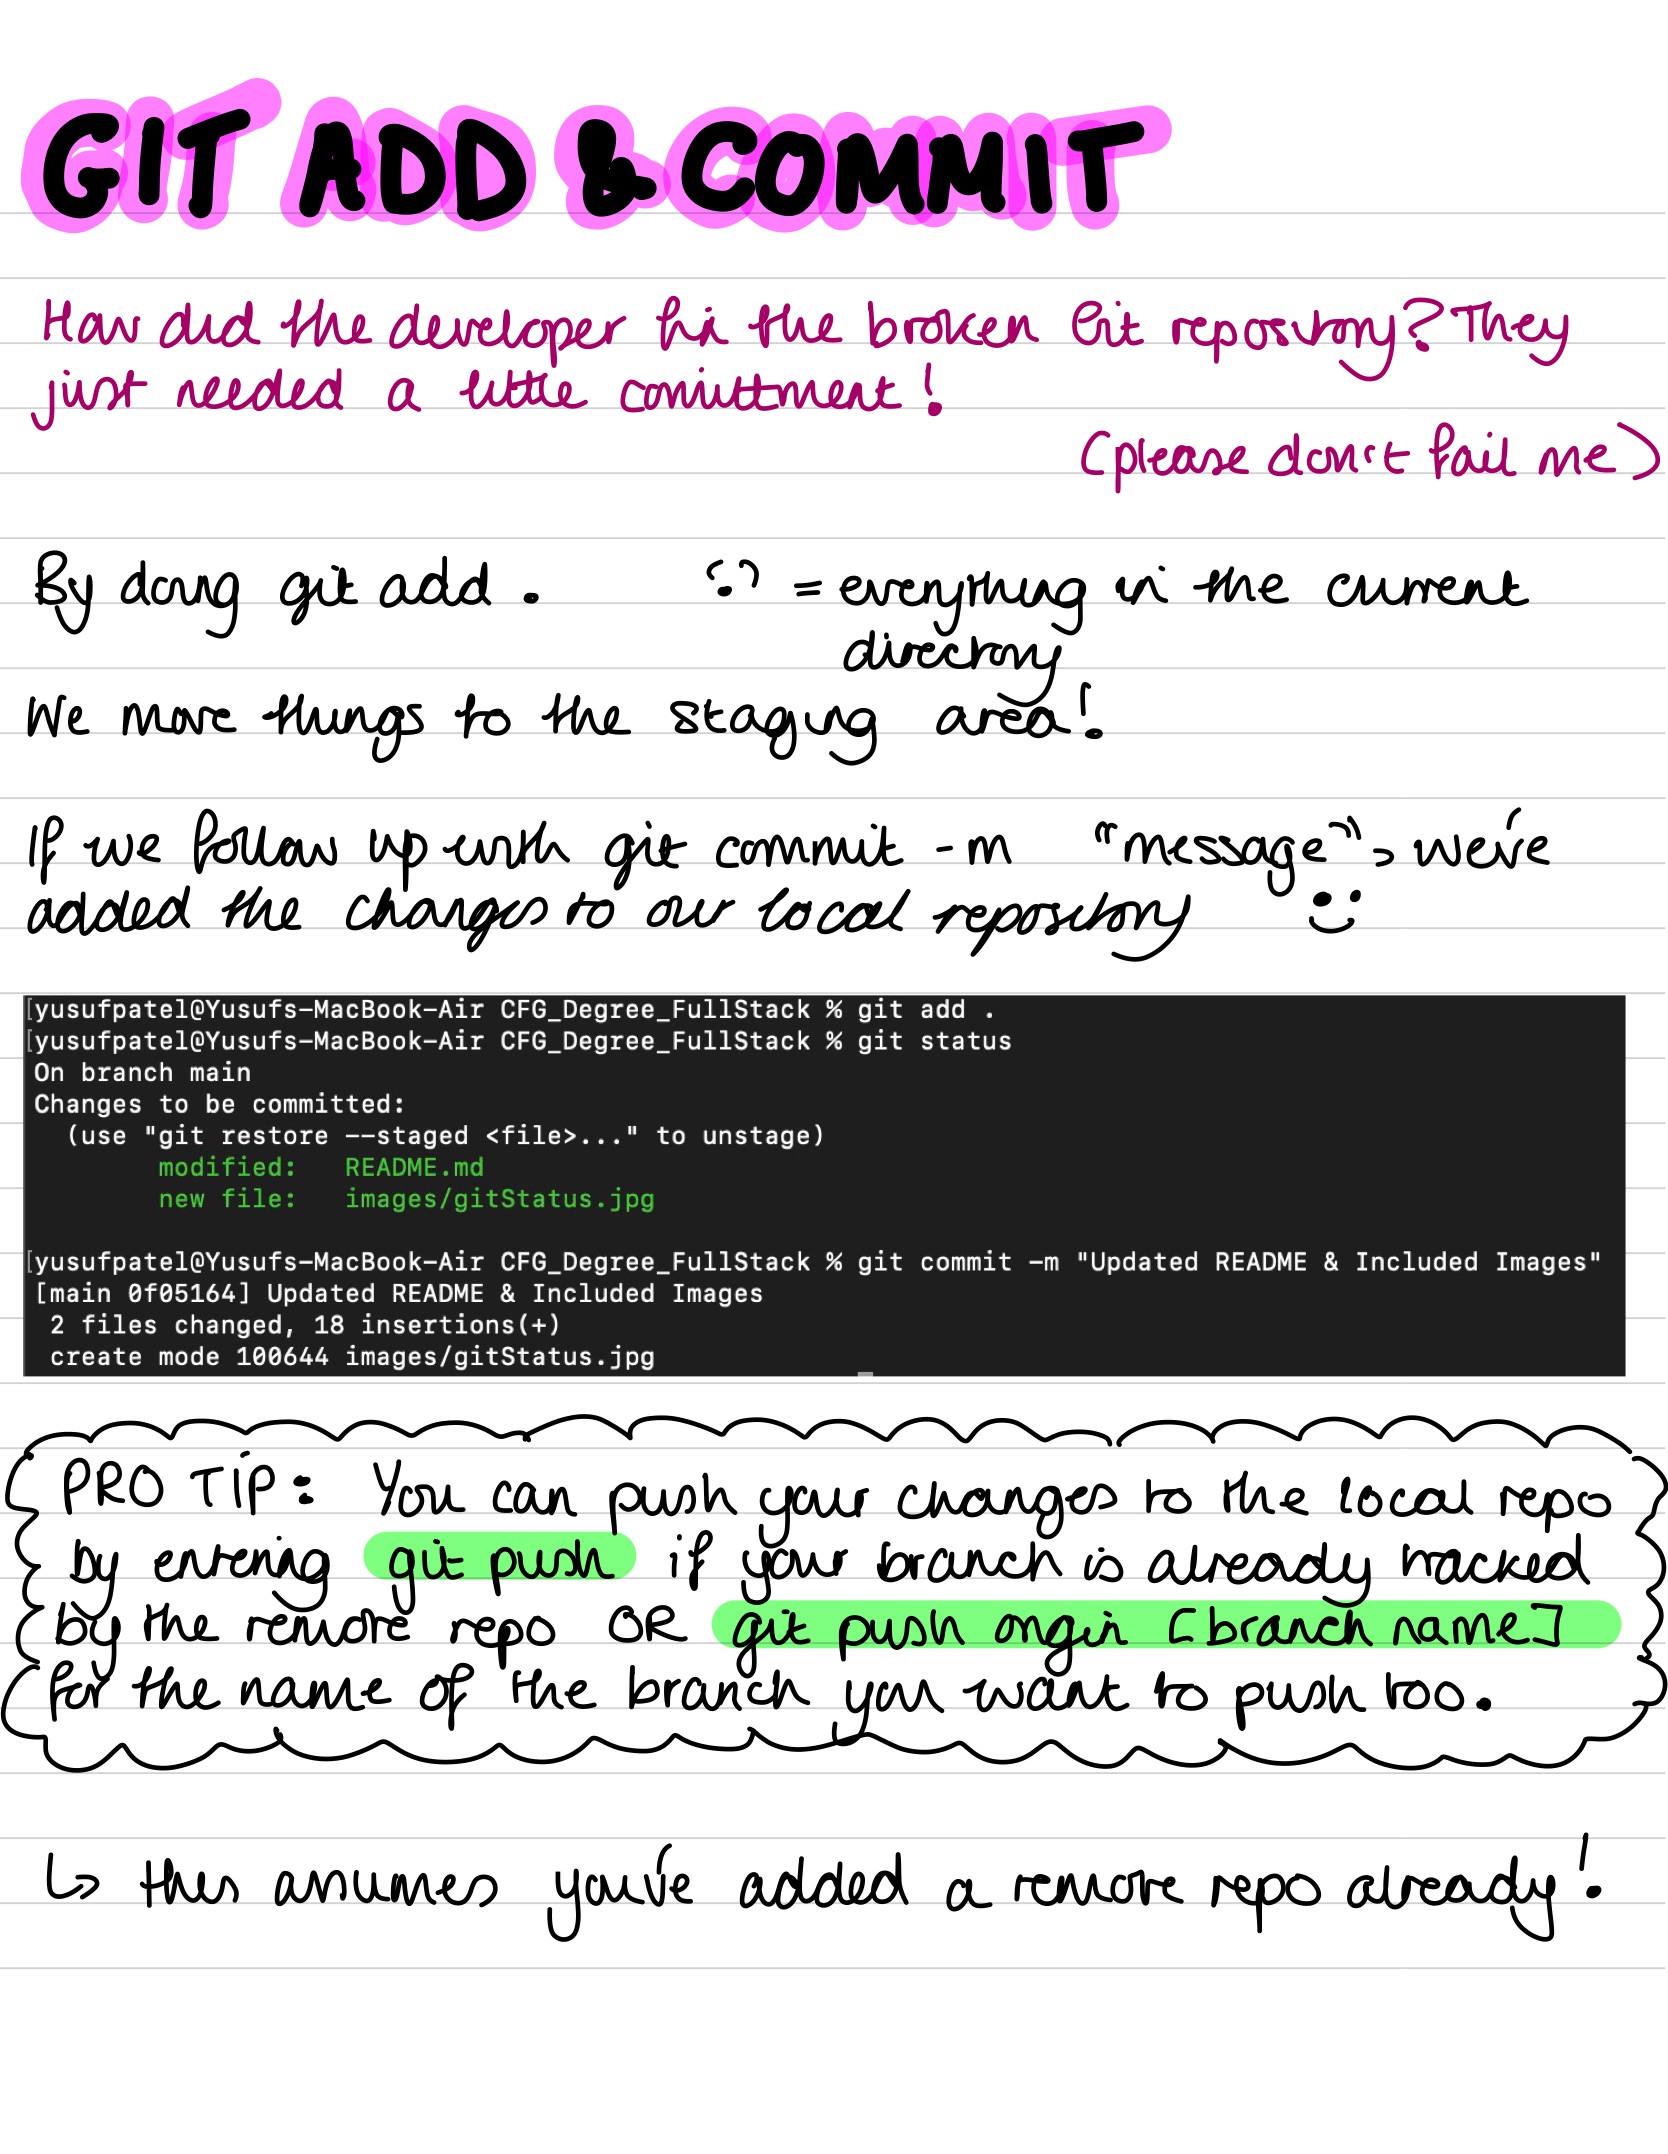 GIT ADD & COMMIT
How did the developer fix the broken Git repository? They
just needed a little comittment!
(please don't fail me)
By doing git add . "." = everything in the current
directory
We move things to the staging area!
If we follow up with git commit -m "message", we've
added the changes to our local repository
[yusufpatel@Yusufs-MacBook-Air CFG_Degree_FullStack % git add .
[yusufpatel@Yusufs-MacBook-Air CFG_Degree_FullStack % git status
On branch main
Changes to be committed:
(use "git restore --staged <file>..." to unstage)
modified: README.md
new file: images/gitStatus.jpg
[yusufpatel@Yusufs-MacBook-Air CFG_Degree_FullStack % git commit -m "Updated README & Included Images"
[main 0f05164] Updated README & Included Images
2 files changed, 18 insertions(+)
create mode 100644 images/gitStatus.jpg
PRO TIP: You can push your changes to the local repo
by entering git push if your branch is already tracked
by the remote repo OR git push origin [branch name]
for the name of the branch you want to push too.
↳ this assumes you've added a remote repo already!